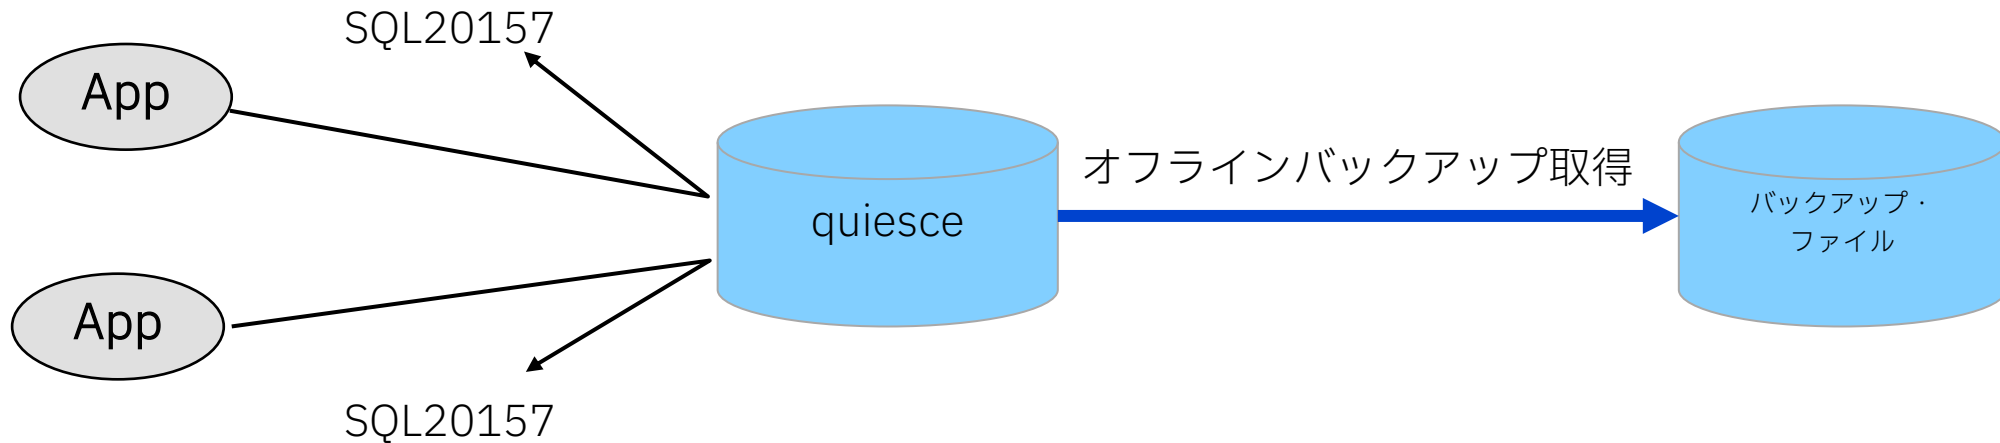 SQL20157
App
quiesce
オフラインバックアップ取得
バックアップ・
ファイル
App
SQL20157